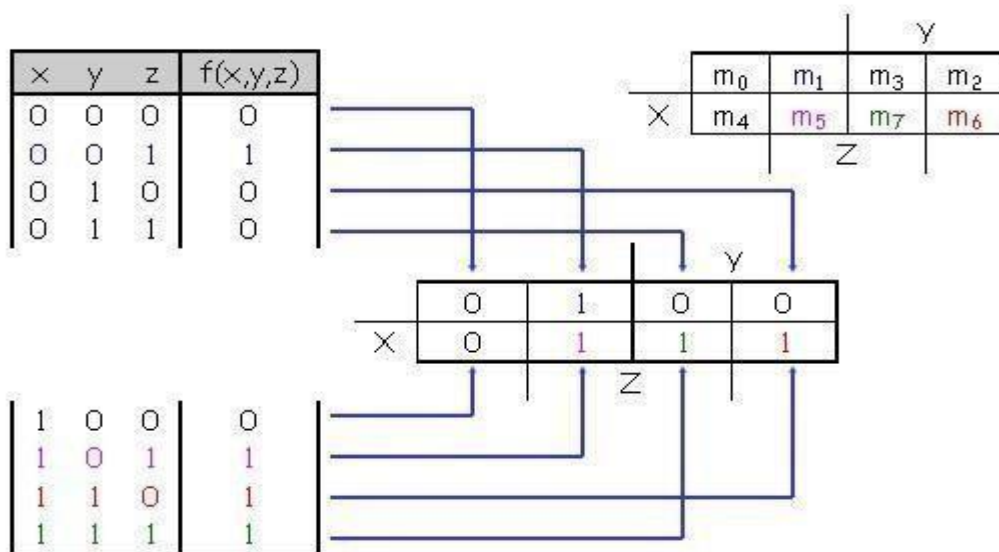 x y z f(x,y,z)
0 0 0 0
0 0 1 1
0 1 0 0
0 1 1 0
Y
m0 m1 m3 m2
X m4 m5 m7 m6
Z
Y
0 1 0 0
X 0 1 1 1
Z
1 0 0 0
1 0 1 1
1 1 0 1
1 1 1 1